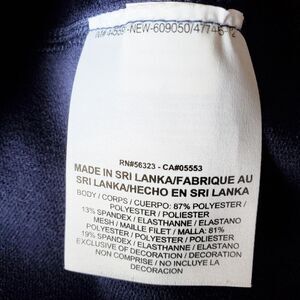 RN#56323 - CA#05553
MADE IN SRI LANKA/FABRIQUE AU
SRI LANKA/HECHO EN SRI LANKA
BODY / CORPS / CUERPO: 87% POLYESTER /
POLYESTER / POLIESTER
13% SPANDEX / ELASTHANNE / ELASTANO
MESH / MAILLE FILET / MALLA: 81%
POLYESTER / POLYESTER / POLIESTER
19% SPANDEX / ELASTHANNE / ELASTANO
EXCLUSIVE OF DECORATION / DECORATION
NON COMPRISE / NO INCLUYE LA
DECORACION